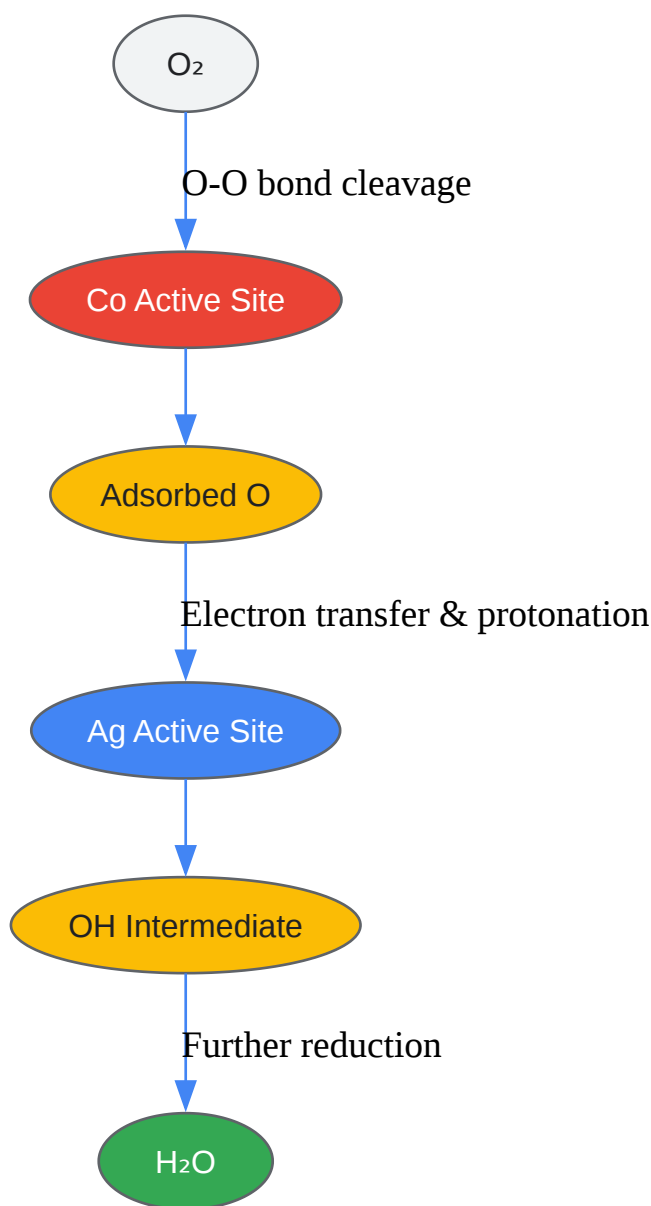 O₂
O-O bond cleavage
Co Active Site
Adsorbed O
Electron transfer & protonation
Ag Active Site
OH Intermediate
Further reduction
H₂O